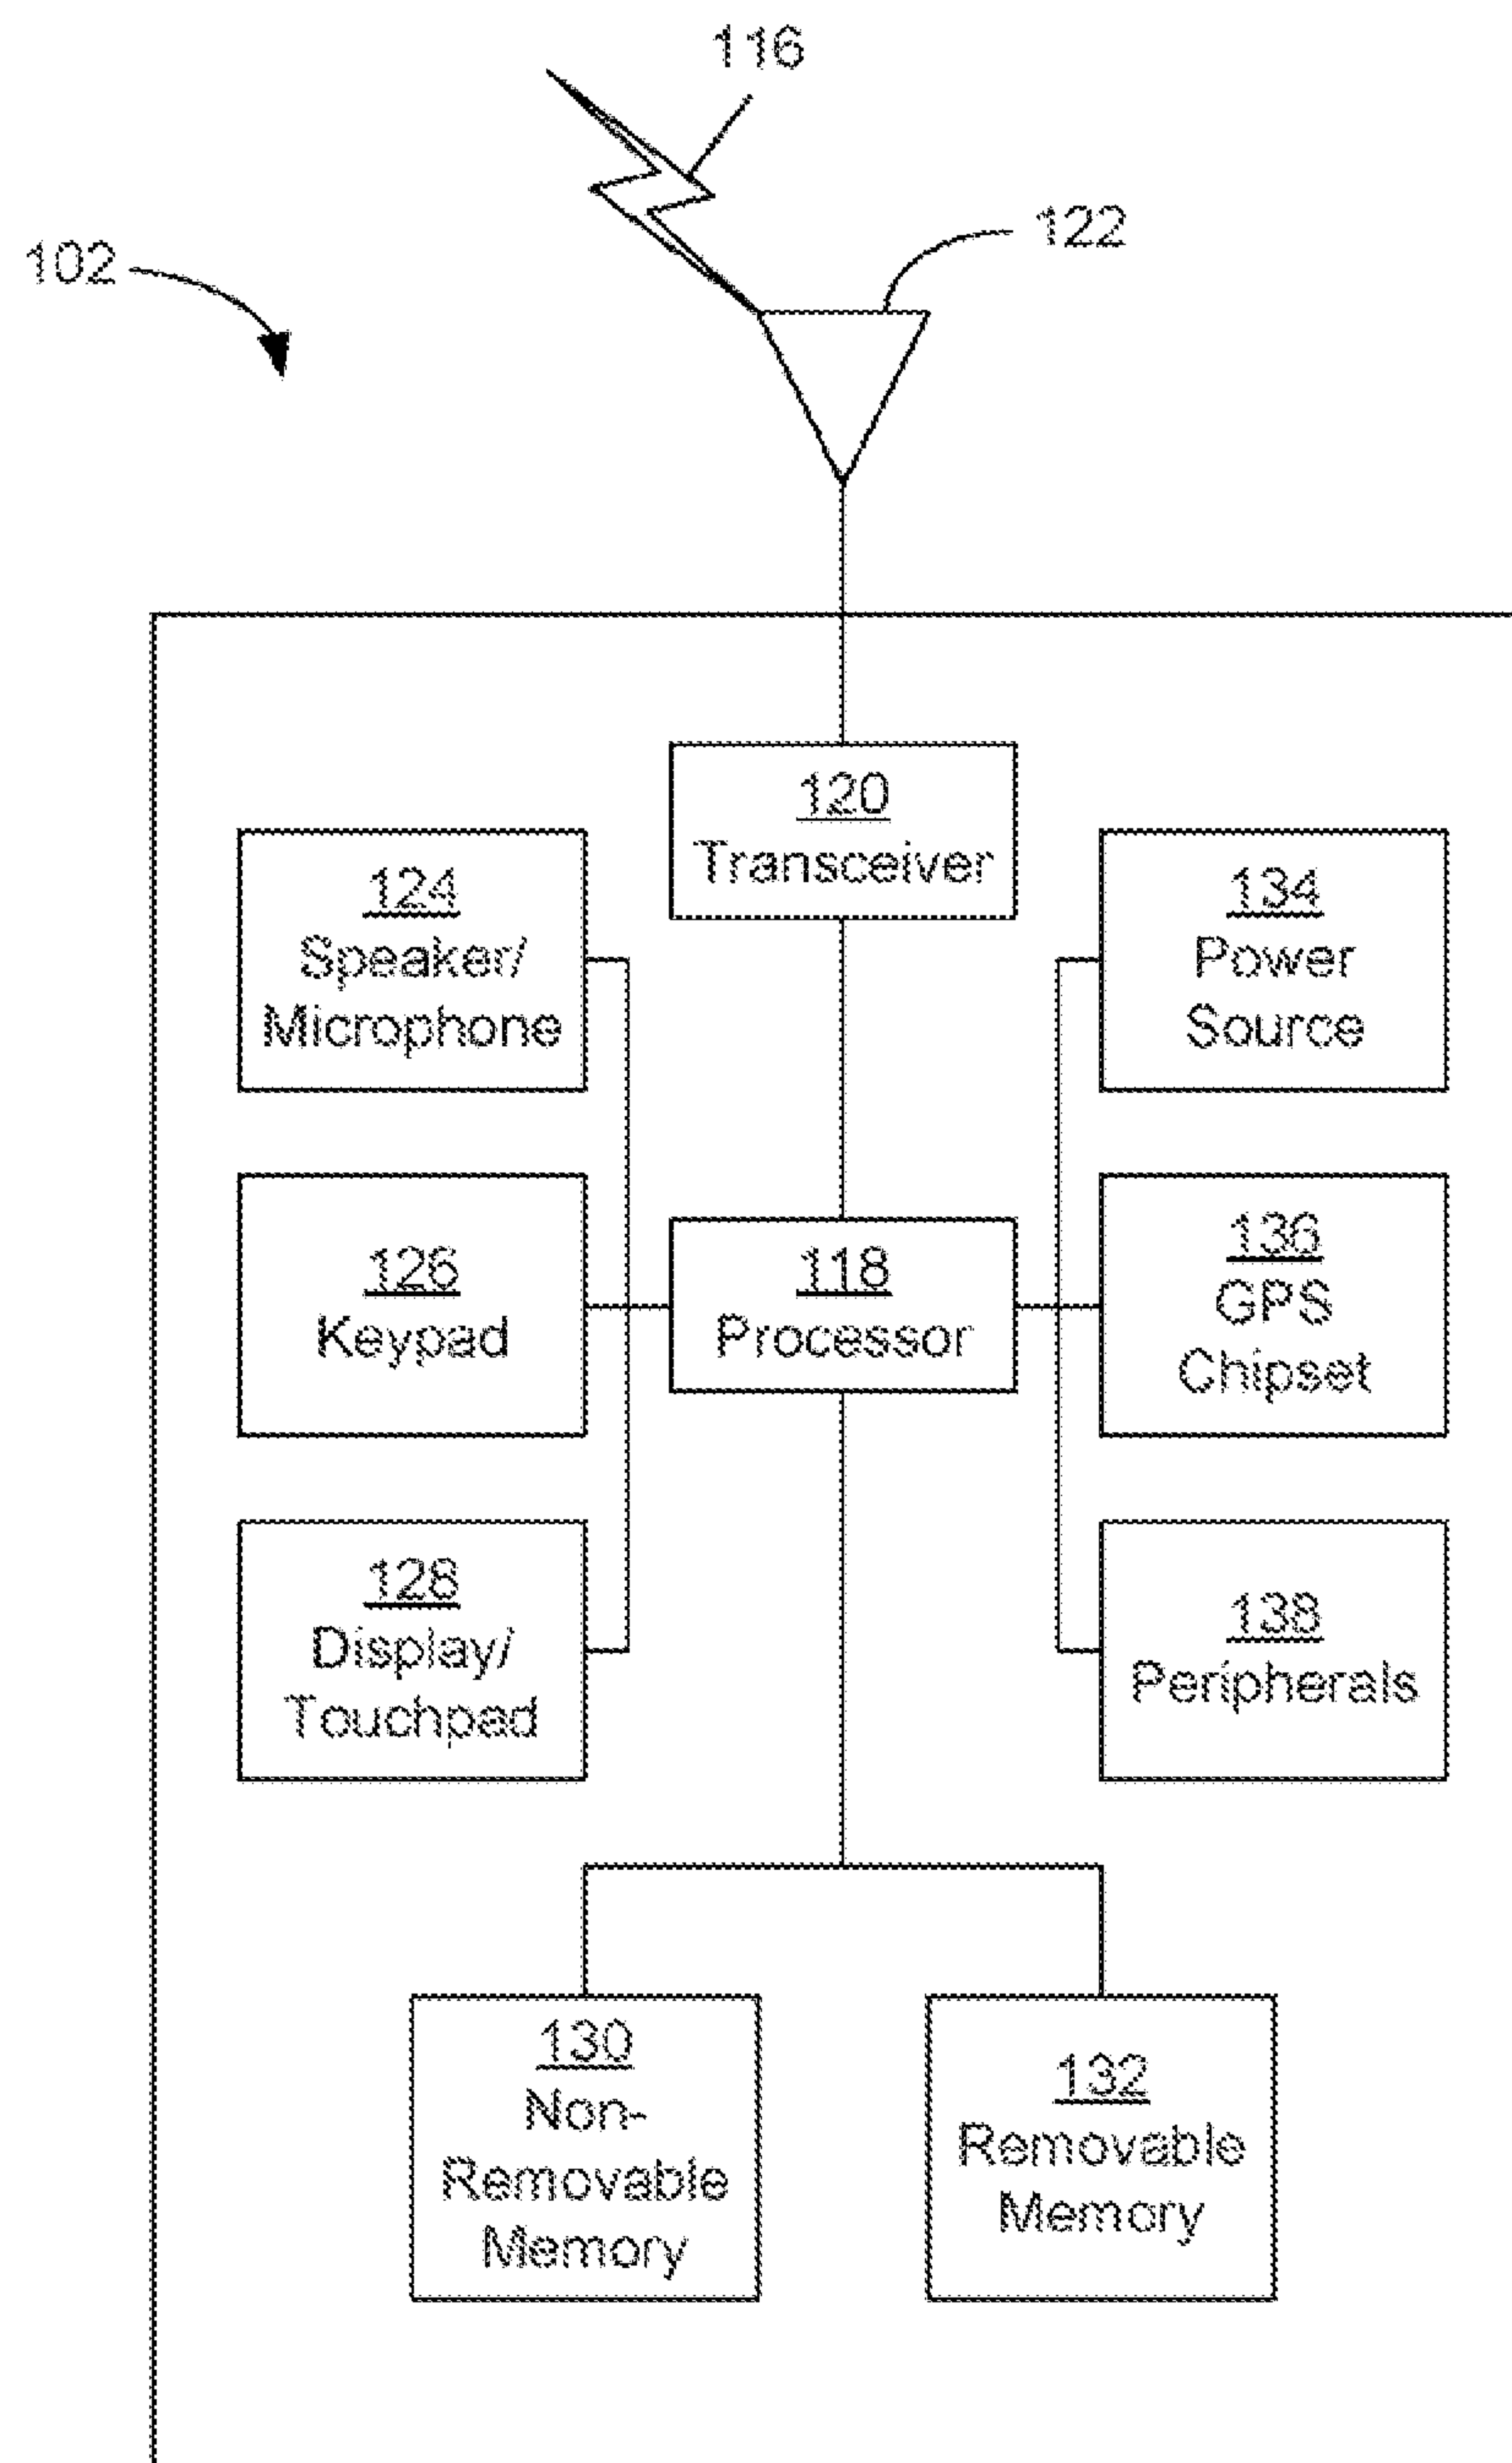 116
122
102
120
Transceiver
124
Speaker/
Microphone
134
Power
Source
126
Keypad
118
Processor
136
GPS
Chipset
128
Display/
Touchpad
138
Peripherals
130
Non-
Removable
Memory
132
Removable
Memory